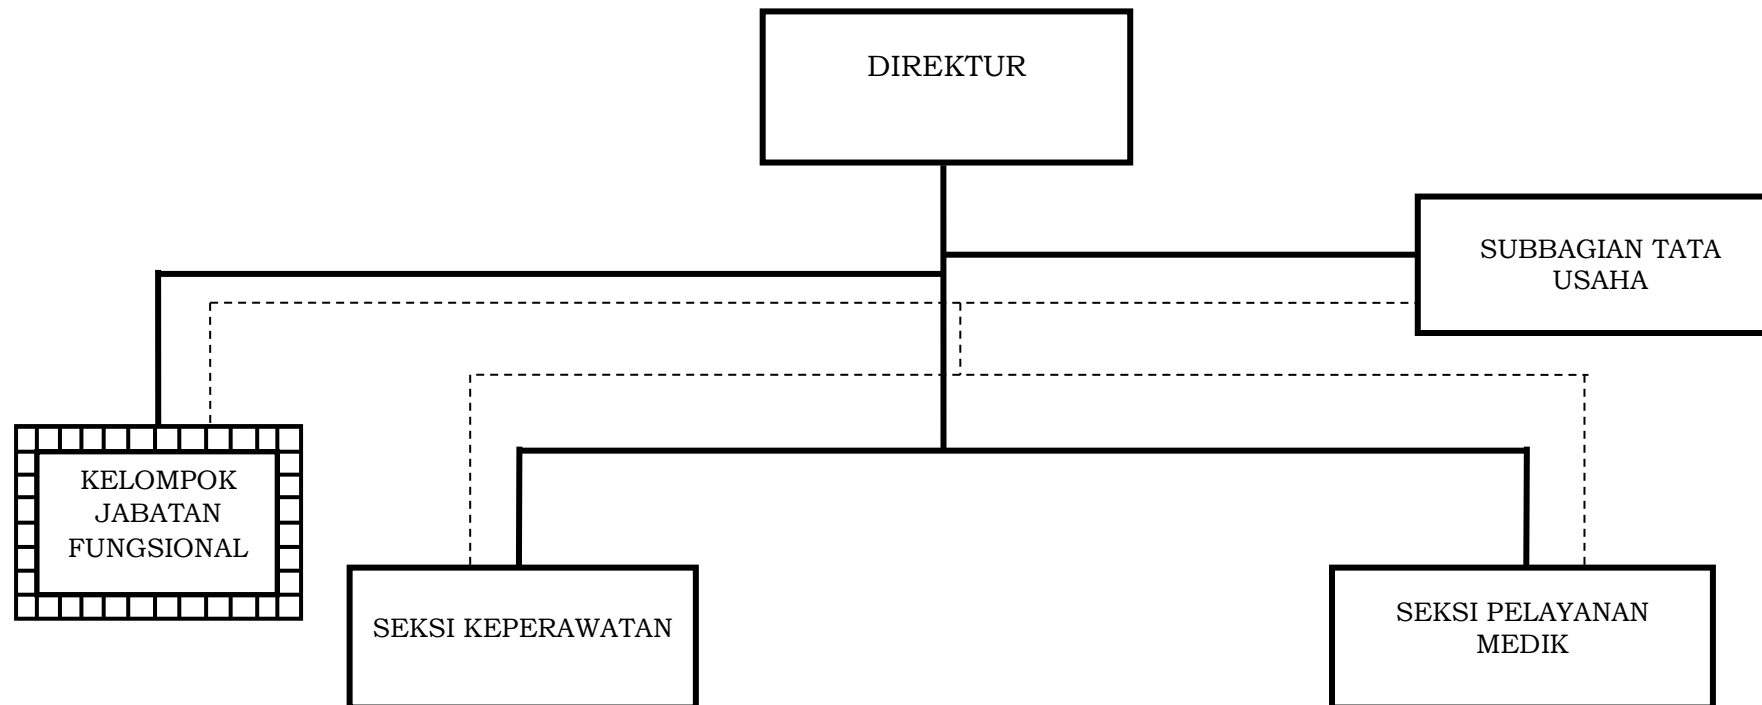 DIREKTUR
SUBBAGIAN TATA
USAHA
KELOMPOK
JABATAN
FUNGSIONAL
SEKSI KEPERAWATAN
SEKSI PELAYANAN
MEDIK